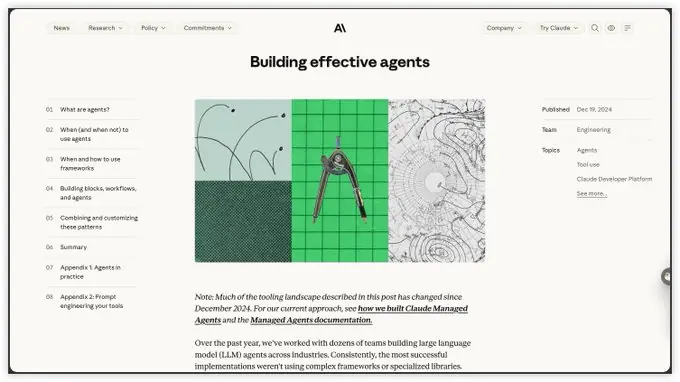 News
Research
Policy
Commitments
A\
Company
Try Claude
Building effective agents
01 What are agents?
02 When (and when not) to
use agents
03 When and how to use
frameworks
04 Building blocks, workflows,
and agents
05 Combining and customizing
these patterns
06 Summary
07 Appendix 1: Agents in
practice
08 Appendix 2: Prompt
engineering your tools
Published Dec 19, 2024
Team Engineering
Topics Agents
Tool use
Claude Developer Platform
See more...
Note: Much of the tooling landscape described in this post has changed since
December 2024. For our current approach, see how we built Claude Managed
Agents and the Managed Agents documentation.
Over the past year, we've worked with dozens of teams building large language
model (LLM) agents across industries. Consistently, the most successful
implementations weren't using complex frameworks or specialized libraries.